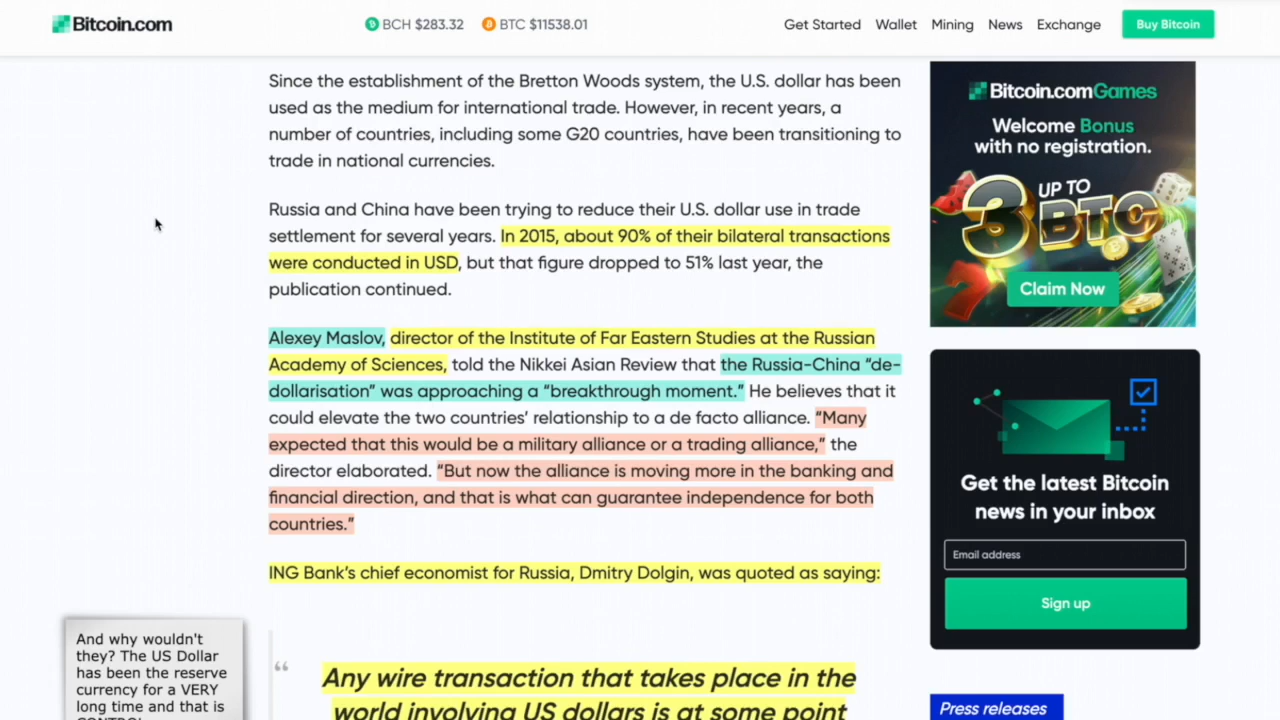 Bitcoin.com
BCH $283.32
BTC $11538.01
Get Started
Wallet
Mining
News
Exchange
Buy Bitcoin
Since the establishment of the Bretton Woods system, the U.S. dollar has been
used as the medium for international trade. However, in recent years, a
number of countries, including some G20 countries, have been transitioning to
trade in national currencies.
Russia and China have been trying to reduce their U.S. dollar use in trade
settlement for several years. In 2015, about 90% of their bilateral transactions
were conducted in USD, but that figure dropped to 51% last year, the
publication continued.
Alexey Maslov, director of the Institute of Far Eastern Studies at the Russian
Academy of Sciences, told the Nikkei Asian Review that the Russia-China “de-
dollarisation” was approaching a “breakthrough moment.” He believes that it
could elevate the two countries’ relationship to a de facto alliance. “Many
expected that this would be a military alliance or a trading alliance,” the
director elaborated. “But now the alliance is moving more in the banking and
financial direction, and that is what can guarantee independence for both
countries.”
ING Bank’s chief economist for Russia, Dmitry Dolgin, was quoted as saying:
“
Any wire transaction that takes place in the
world involving US dollars is at some point
And why wouldn't
they? The US Dollar
has been the reserve
currency for a VERY
long time and that is
Bitcoin.comGames
Welcome Bonus
with no registration.
3 UP TO
BTC
Claim Now
Get the latest Bitcoin
news in your inbox
Email address
Sign up
Press releases